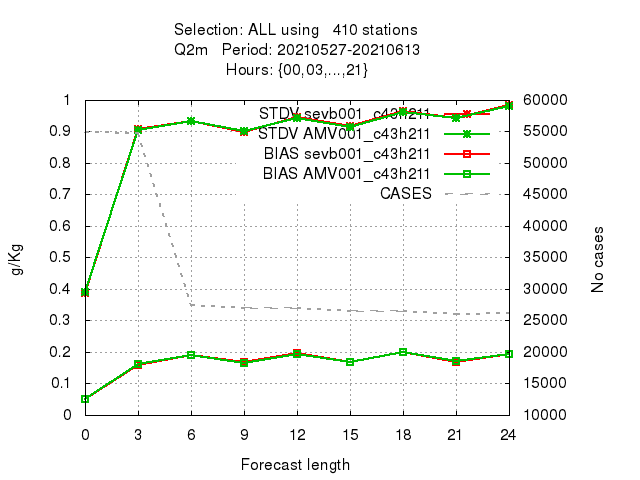 Selection: ALL using   410 stations
Q2m   Period: 20210527-20210613
Hours: {00,03,...,21}
STDV sevb001_c43h211
STDV AMV001_c43h211
BIAS sevb001_c43h211
BIAS AMV001_c43h211
CASES
1
0.9
0.8
0.7
0.6
0.5
0.4
0.3
0.2
0.1
0
g/Kg
60000
55000
50000
45000
40000
35000
30000
25000
20000
15000
10000
No cases
0 3 6 9 12 15 18 21 24
Forecast length